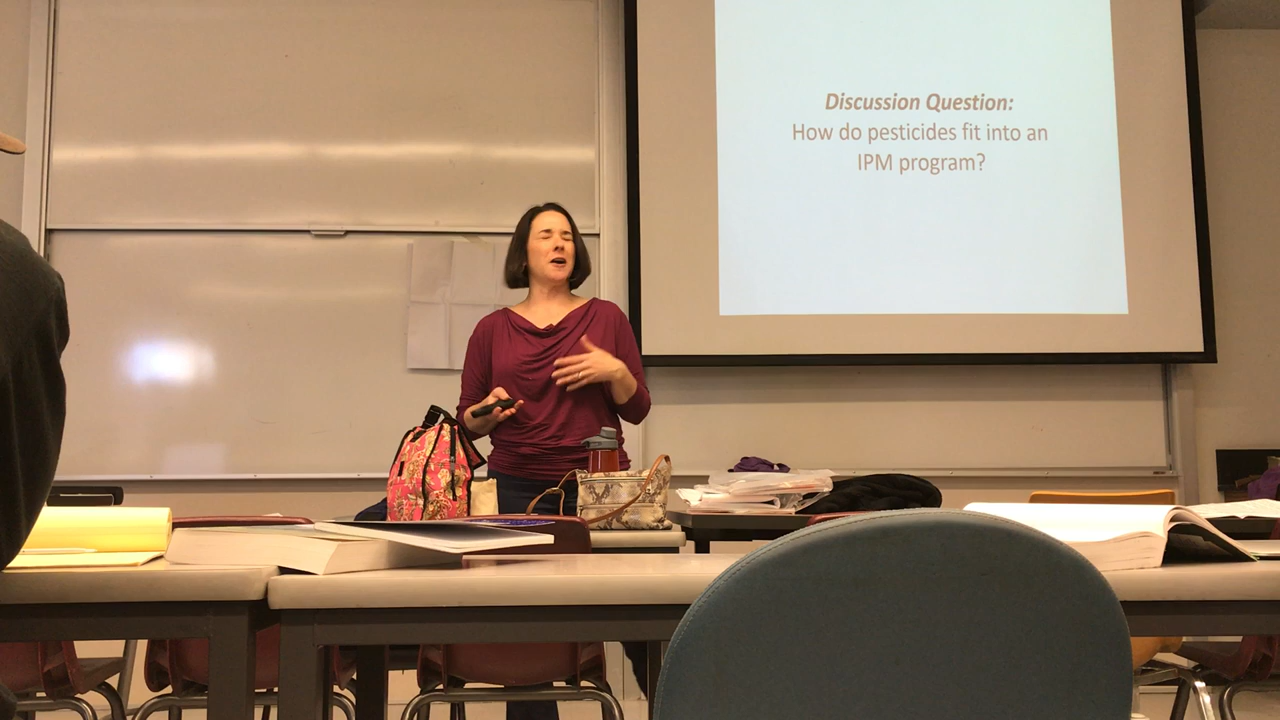 Discussion Question:
How do pesticides fit into an
IPM program?